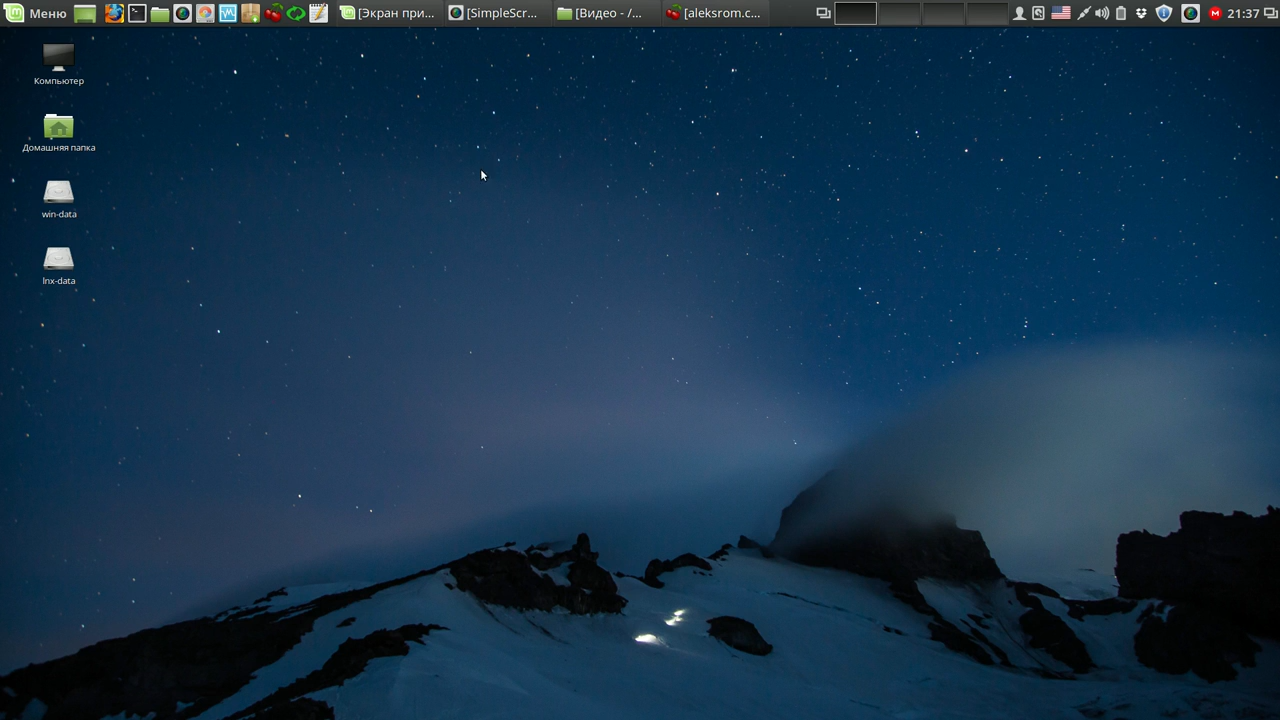 Меню
[Экран при...
[SimpleScr...
[Видео - /...
[aleksrom.c...
21:37
Компьютер
Домашняя папка
win-data
lnx-data